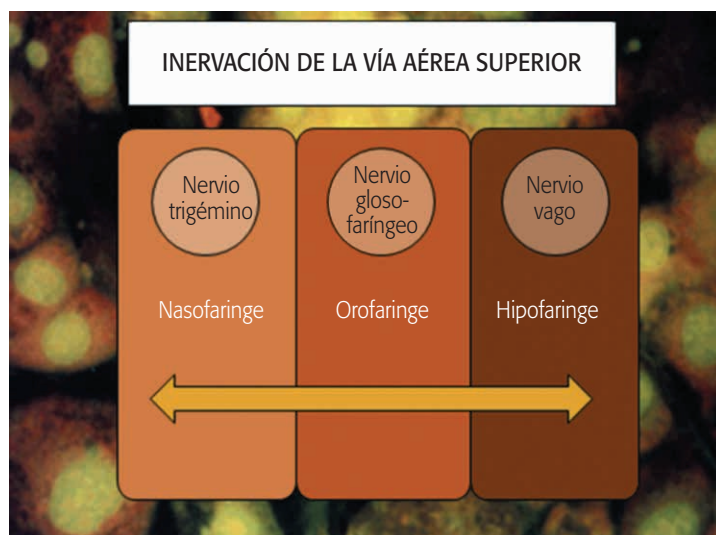 INERVACIÓN DE LA VÍA AÉREA SUPERIOR
Nervio
trigémino
Nervio
gloso-
faríngeo
Nervio
vago
Nasofaringe
Orofaringe
Hipofaringe